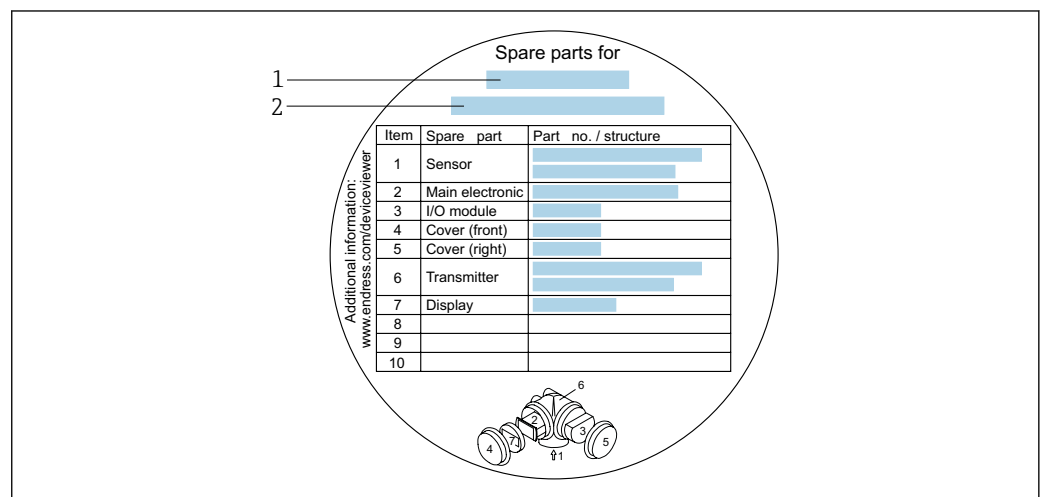 Spare parts for
1
2
Item Spare part Part no. / structure
1 Sensor
2 Main electronic
3 I/O module
4 Cover (front)
5 Cover (right)
6 Transmitter
7 Display
8
9
10
Additional information:
www.endress.com/deviceviewer
6
2
3
7
4
5
1